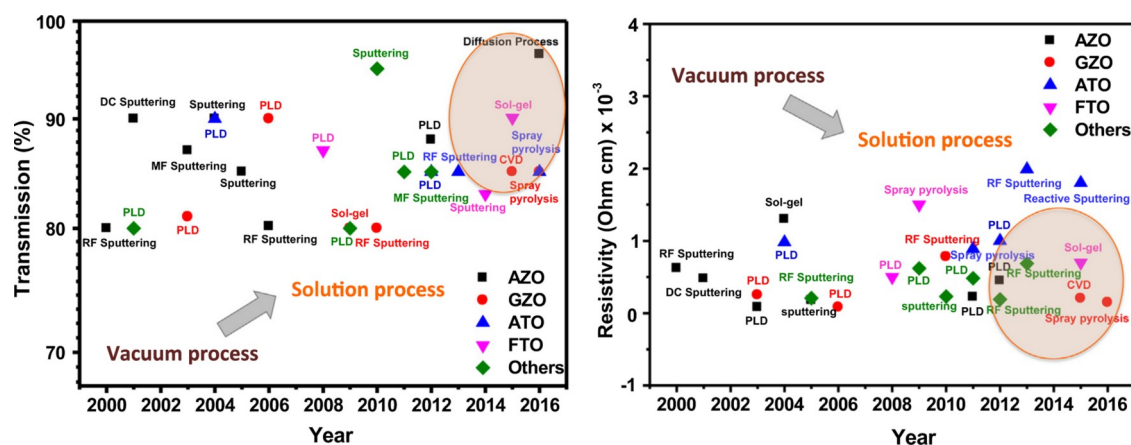 100
90
80
70
Transmission (%)
Diffusion Process
Sputtering
DC Sputtering
Sputtering
PLD
PLD
PLD
Sol-gel
PLD
MF Sputtering
Sputtering
PLD
RF Sputtering
PLD
Spray pyrolysis
CVD
MF Sputtering
Sputtering
Spray pyrolysis
PLD
PLD
RF Sputtering
RF Sputtering
Sol-gel
PLD
RF Sputtering
Solution process
Vacuum process
AZO
GZO
ATO
FTO
Others
2000 2002 2004 2006 2008 2010 2012 2014 2016
Year
4
3
2
1
0
-1
Resistivity (Ohm cm) x 10⁻³
Vacuum process
Solution process
AZO
GZO
ATO
FTO
Others
RF Sputtering
Reactive Sputtering
Spray pyrolysis
Sol-gel
PLD
RF Sputtering
PLD
Spray pyrolysis
Sol-gel
RF Sputtering
DC Sputtering
PLD
PLD
RF Sputtering
sputtering
PLD
PLD
PLD
sputtering
PLD
PLD
PLD
RF Sputtering
RF Sputtering
CVD
Spray pyrolysis
2000 2002 2004 2006 2008 2010 2012 2014 2016
Year